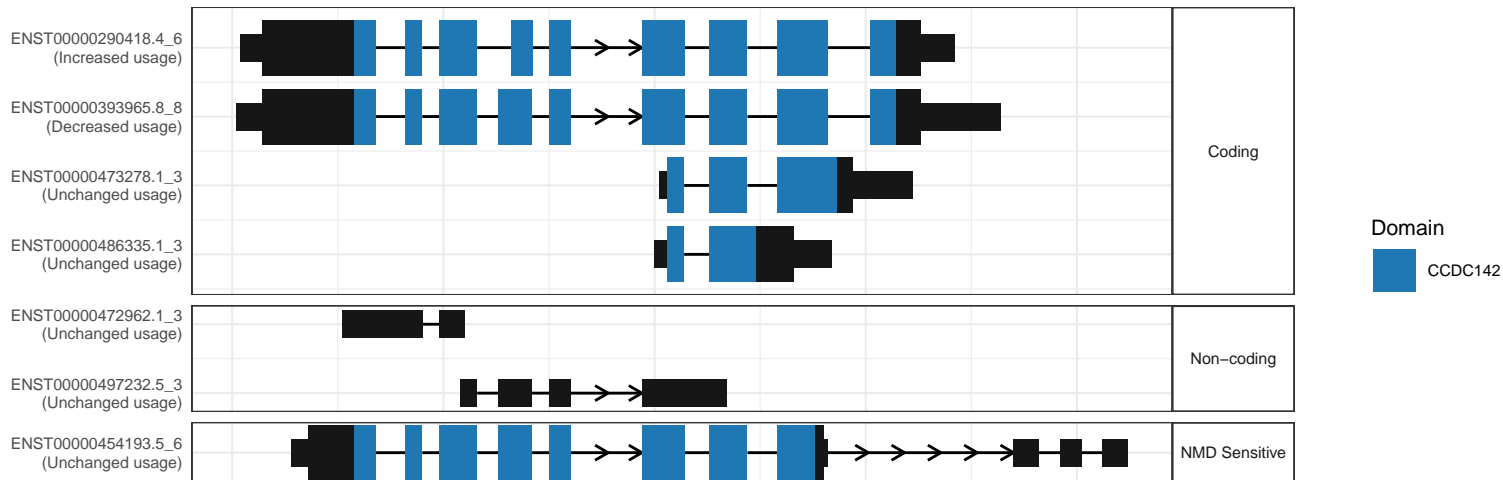 ENST00000290418.4_6
(Increased usage)
ENST00000393965.8_8
(Decreased usage)
ENST00000473278.1_3
(Unchanged usage)
ENST00000486335.1_3
(Unchanged usage)
Coding
ENST00000472962.1_3
(Unchanged usage)
ENST00000497232.5_3
(Unchanged usage)
Non−coding
ENST00000454193.5_6
(Unchanged usage)
NMD Sensitive
Domain
CCDC142